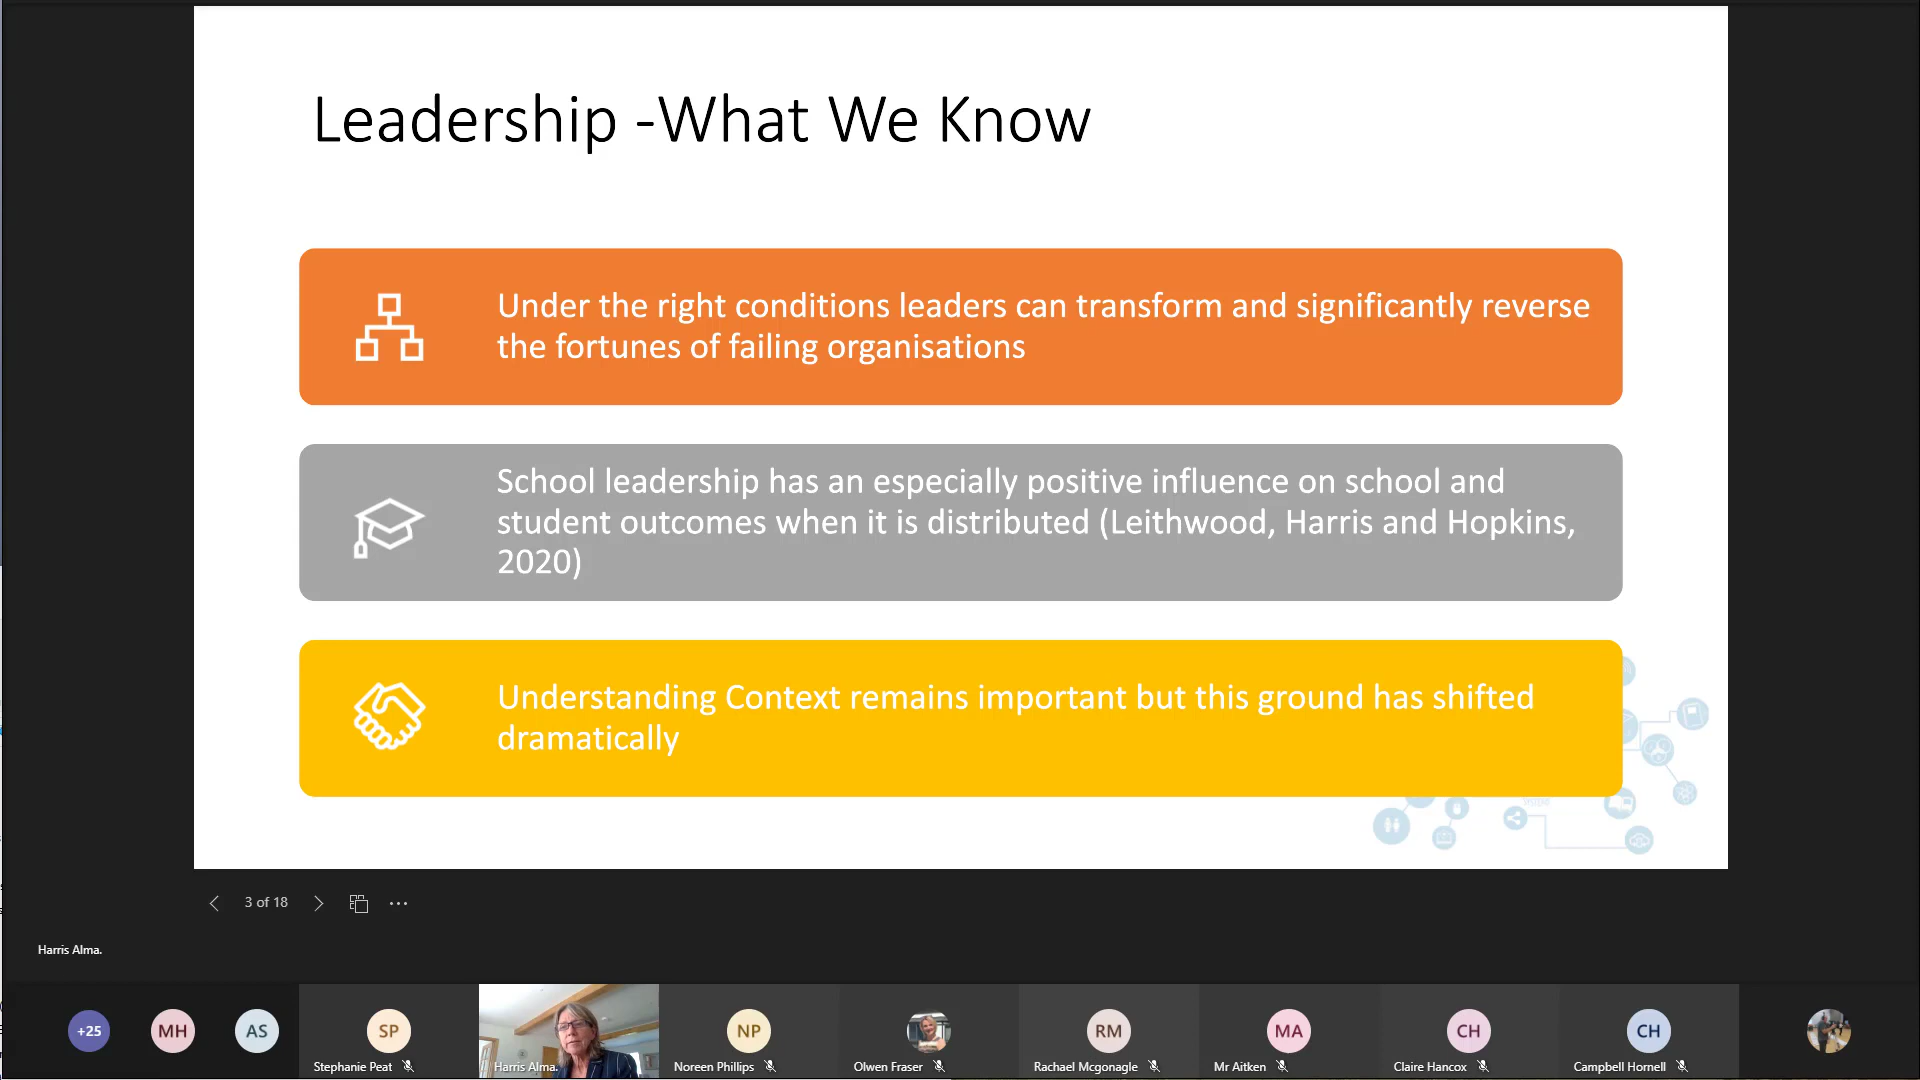 Leadership -What We Know
Under the right conditions leaders can transform and significantly reverse
the fortunes of failing organisations
School leadership has an especially positive influence on school and
student outcomes when it is distributed (Leithwood, Harris and Hopkins,
2020)
Understanding Context remains important but this ground has shifted
dramatically
3 of 18
Harris Alma.
+25
MH
AS
SP
NP
RM
MA
CH
CH
Stephanie Peat
Harris Alma.
Noreen Phillips
Olwen Fraser
Rachael Mcgonagle
Mr Aitken
Claire Hancox
Campbell Hornell